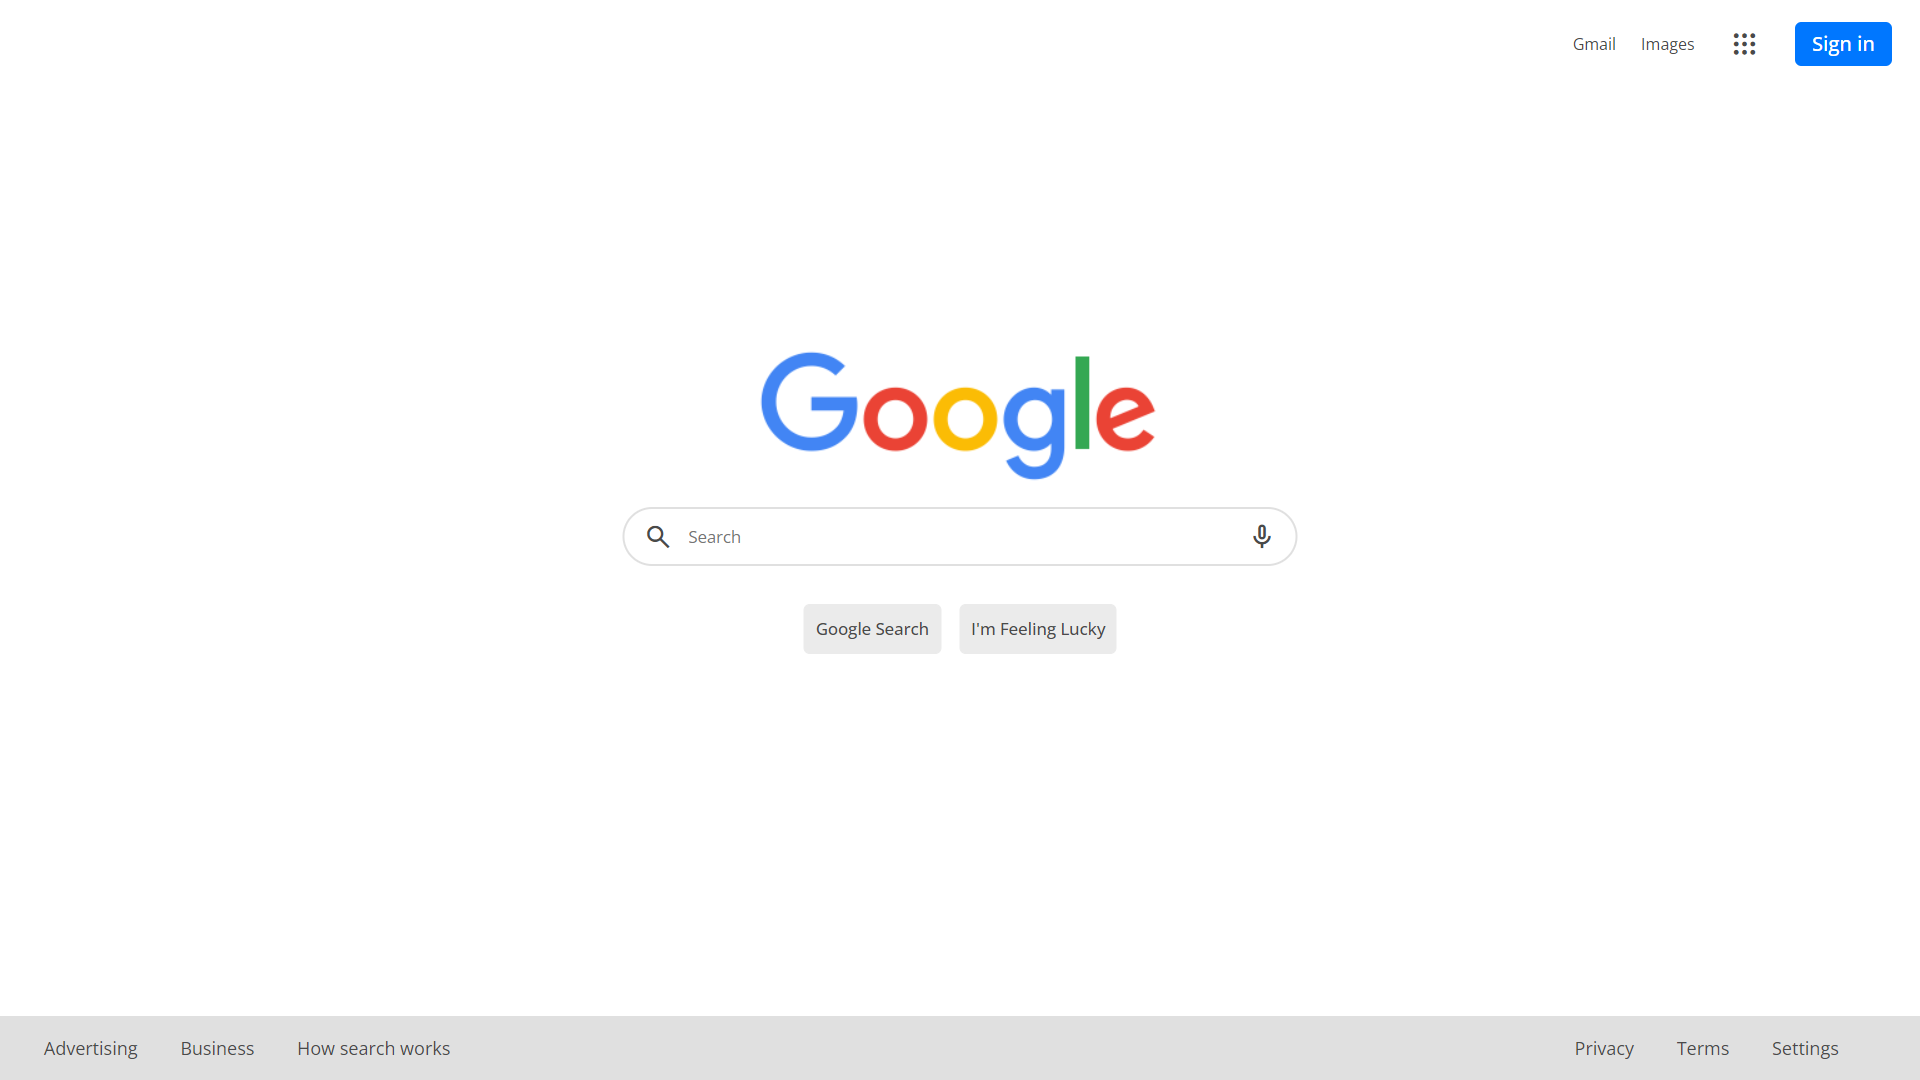 Gmail Images Sign in
Google
Search
Google Search I'm Feeling Lucky
Advertising Business How search works Privacy Terms Settings